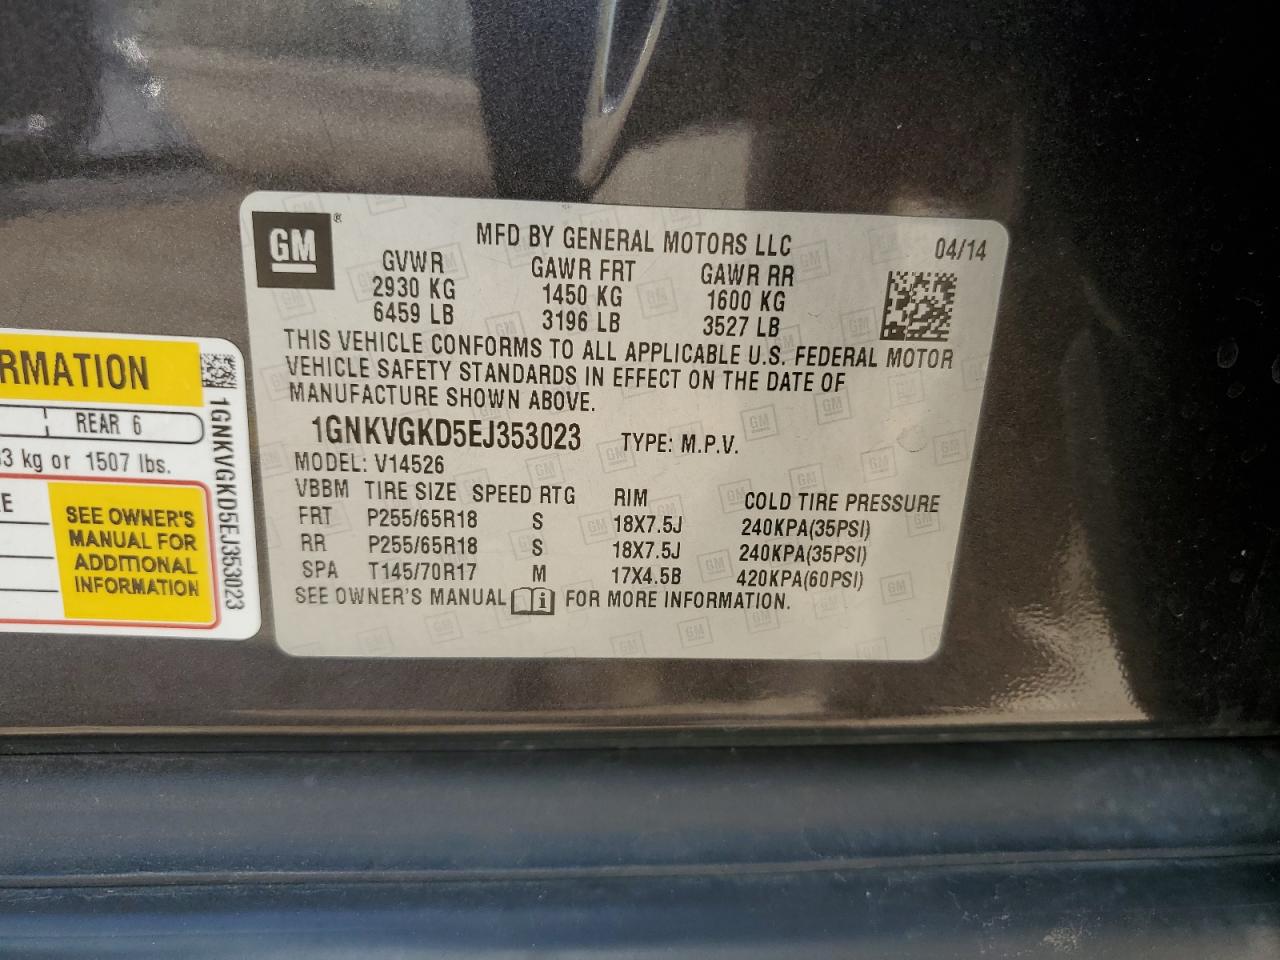 GM ®
MFD BY GENERAL MOTORS LLC 04/14
GVWR GAWR FRT GAWR RR
2930 KG 1450 KG 1600 KG
6459 LB 3196 LB 3527 LB
THIS VEHICLE CONFORMS TO ALL APPLICABLE U.S. FEDERAL MOTOR
VEHICLE SAFETY STANDARDS IN EFFECT ON THE DATE OF
MANUFACTURE SHOWN ABOVE.
1GNKVGKD5EJ353023 TYPE: M.P.V.
MODEL: V14526
VBBM TIRE SIZE SPEED RTG RIM COLD TIRE PRESSURE
FRT P255/65R18 S 18X7.5J 240KPA(35PSI)
RR P255/65R18 S 18X7.5J 240KPA(35PSI)
SPA T145/70R17 M 17X4.5B 420KPA(60PSI)
SEE OWNER'S MANUAL i FOR MORE INFORMATION.
RMATION
REAR 6
3 kg or 1507 lbs.
E
SEE OWNER'S
MANUAL FOR
ADDITIONAL
INFORMATION
1GNKVGKD5EJ353023